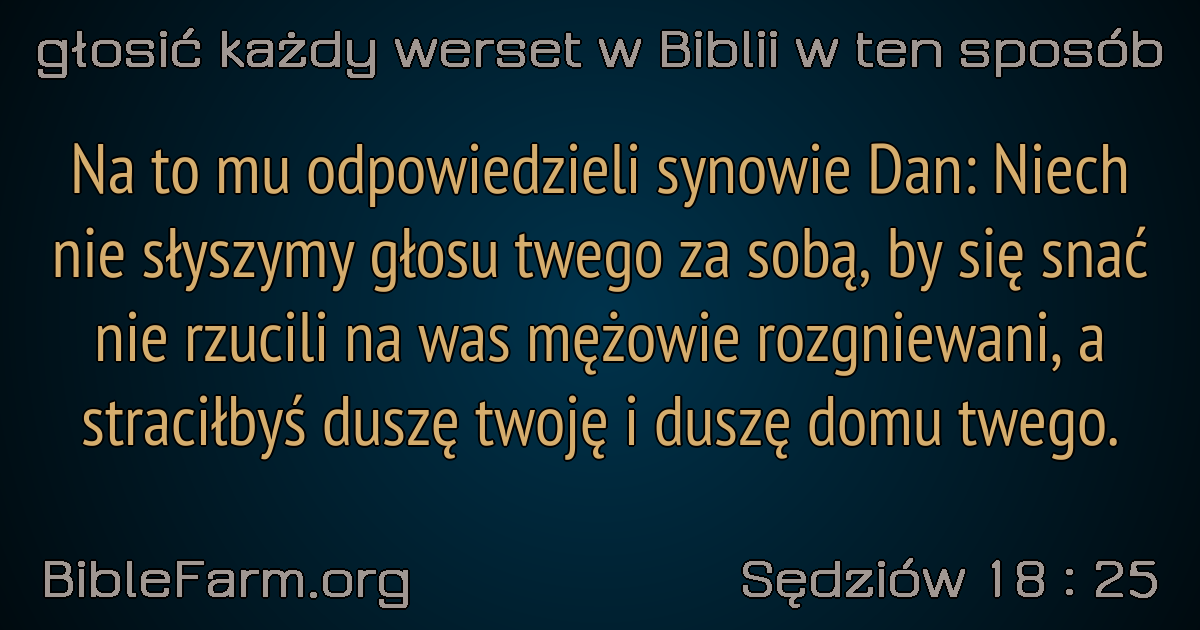 głosić każdy werset w Biblii w ten sposób
Na to mu odpowiedzieli synowie Dan: Niech
nie słyszymy głosu twego za sobą, by się snać
nie rzucili na was mężowie rozgniewani, a
straciłbyś duszę twoję i duszę domu twego.
BibleFarm.org
Sędziów 18 : 25